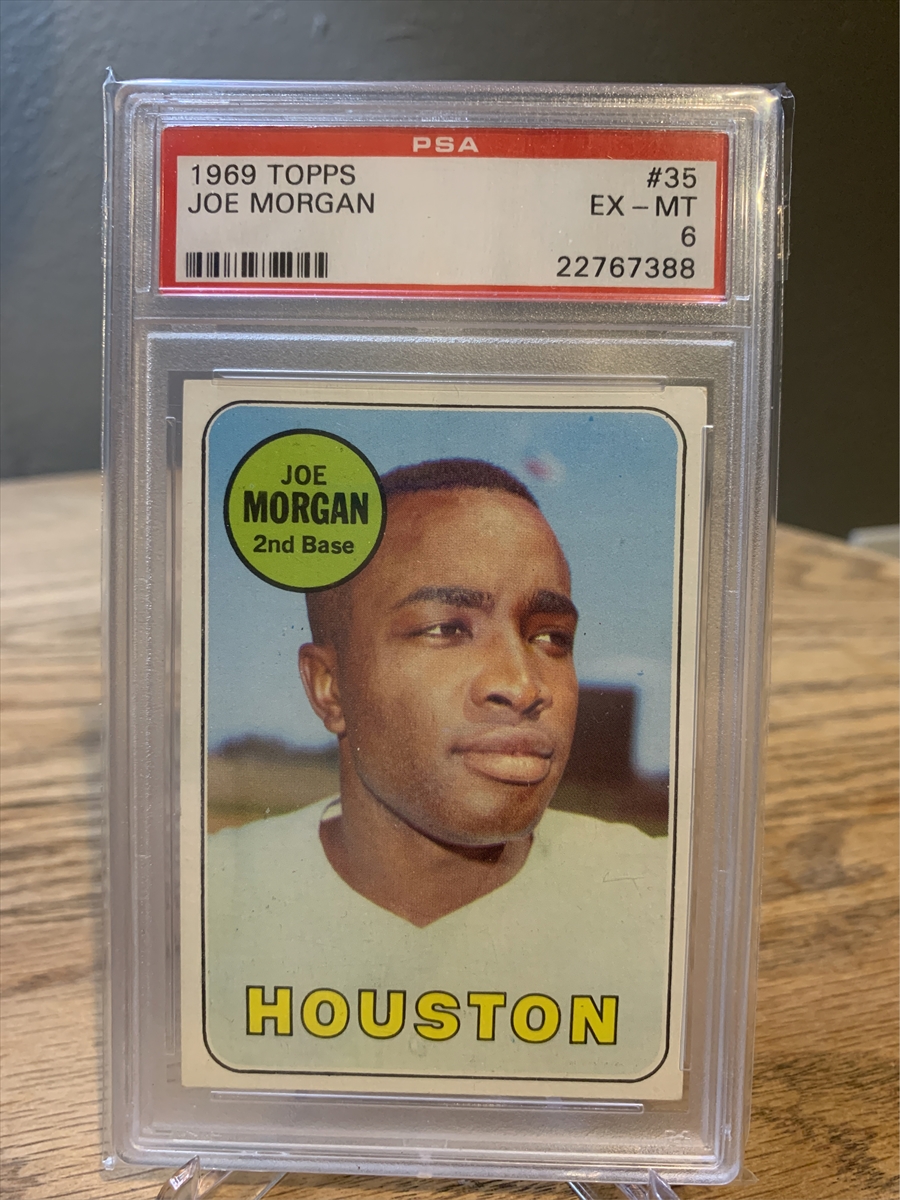 PSA
1969 TOPPS #35
JOE MORGAN EX - MT
6
22767388
JOE
MORGAN
2nd Base
HOUSTON